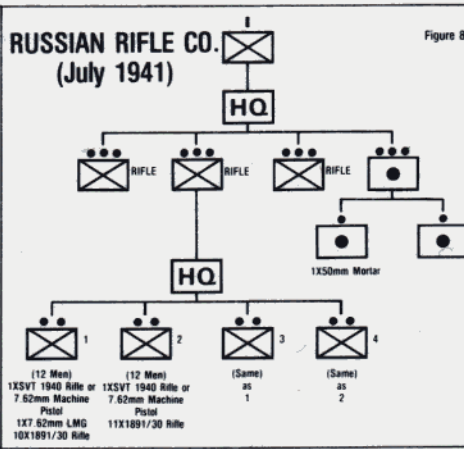 RUSSIAN RIFLE CO.
(July 1941)
Figure 8
HQ
RIFLE
RIFLE
RIFLE
1X50mm Mortar
HQ
1
2
3
4
(12 Men)
1XSVT 1940 Rifle or
7.62mm Machine
Pistol
1X7.62mm LMG
10X1891/30 Rifle
(12 Men)
1XSVT 1940 Rifle or
7.62mm Machine
Pistol
11X1891/30 Rifle
(Same)
as
1
(Same)
as
2